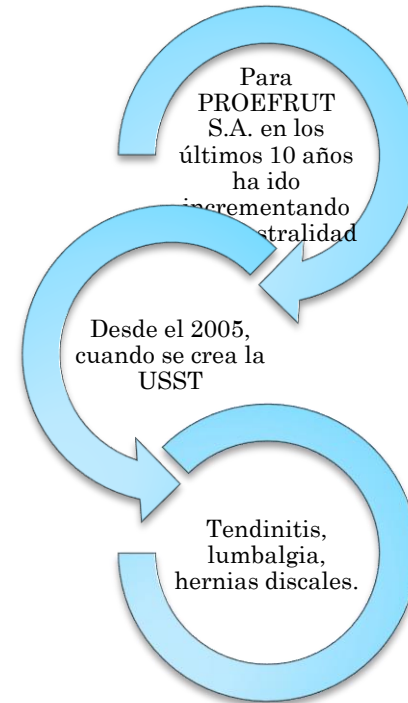 Para
PROEFRUT
S.A. en los
últimos 10 años
ha ido
incrementando
stralidad
Desde el 2005,
cuando se crea la
USST
Tendinitis,
lumbalgia,
hernias discales.